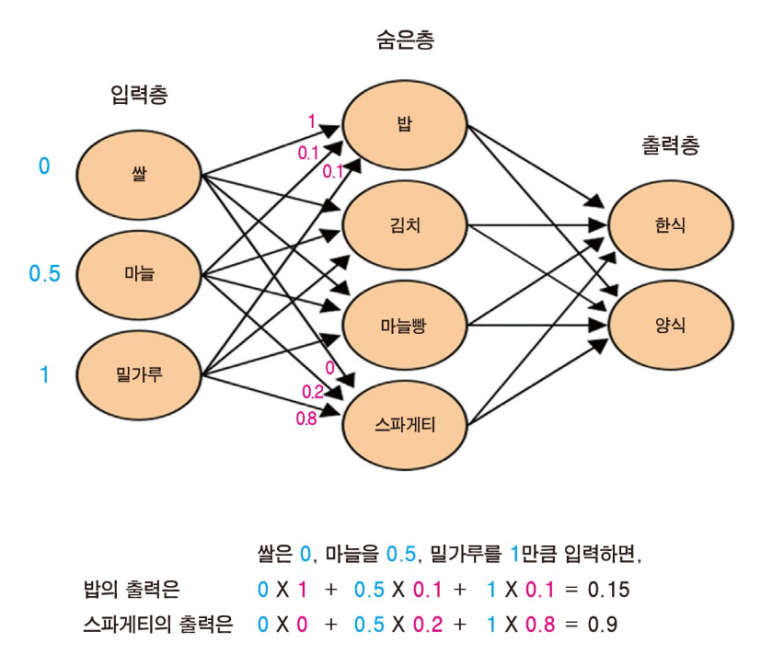 숨은층
입력층
출력층
0
쌀
0.5
마늘
1
밀가루
1
0.1
0.1
0
0.2
0.8
밥
김치
마늘빵
스파게티
한식
양식
쌀은 0, 마늘을 0.5, 밀가루를 1만큼 입력하면,
밥의 출력은 0 X 1 + 0.5 X 0.1 + 1 X 0.1 = 0.15
스파게티의 출력은 0 X 0 + 0.5 X 0.2 + 1 X 0.8 = 0.9